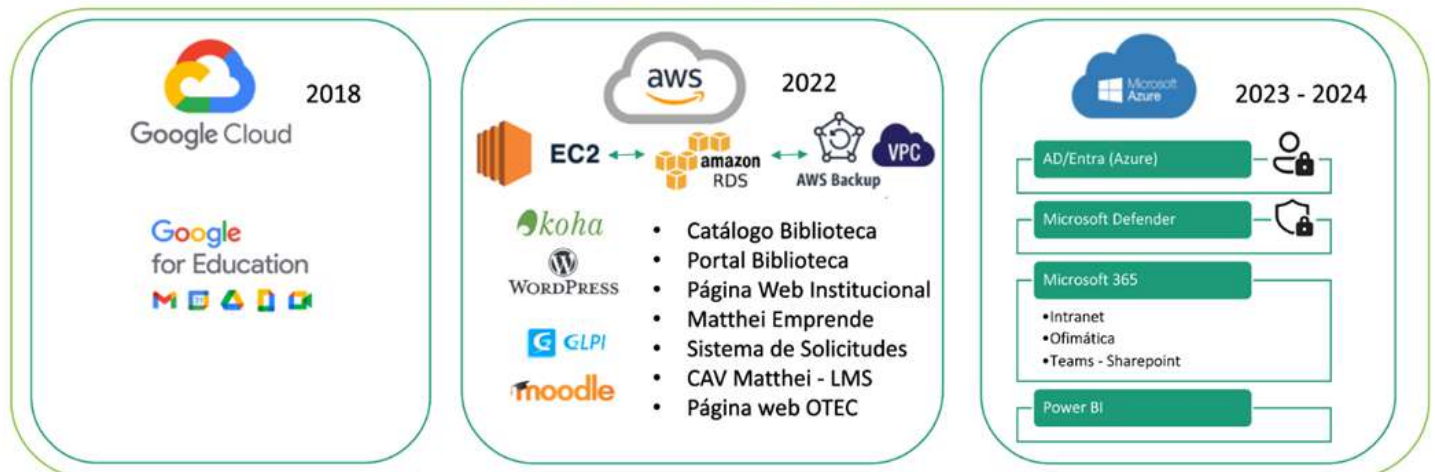 2018
Google Cloud
Google
for Education
aws
2022
EC2
amazon
RDS
AWS Backup
VPC
koha
WORDPRESS
GLPI
moodle
• Catálogo Biblioteca
• Portal Biblioteca
• Página Web Institucional
• Matthei Emprende
• Sistema de Solicitudes
• CAV Matthei - LMS
• Página web OTEC
Microsoft
Azure
2023 - 2024
AD/Entra (Azure)
Microsoft Defender
Microsoft 365
•Intranet
•Ofimática
•Teams - Sharepoint
Power BI